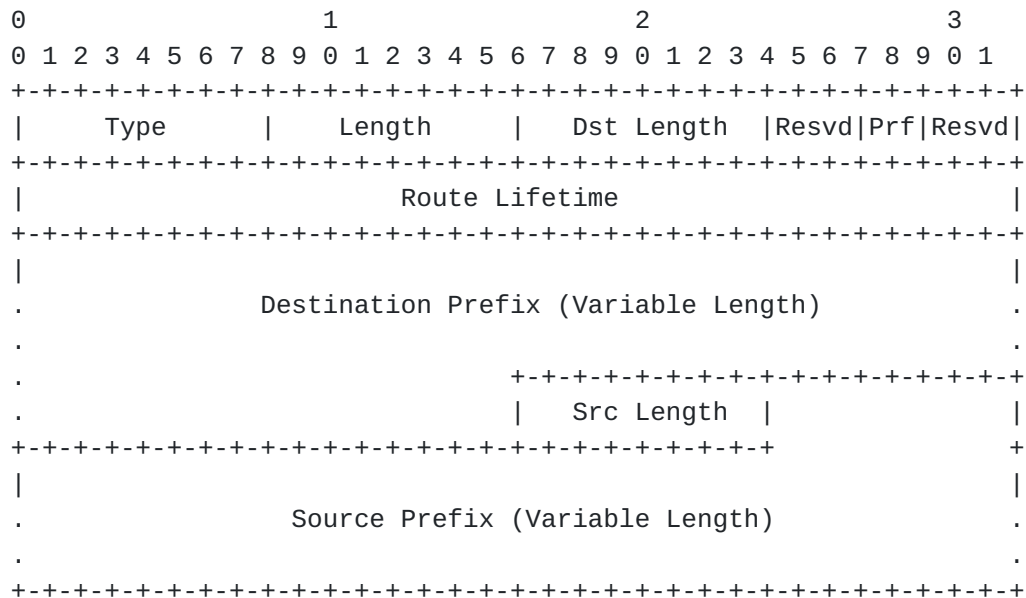 0                   1                   2                   3
0 1 2 3 4 5 6 7 8 9 0 1 2 3 4 5 6 7 8 9 0 1 2 3 4 5 6 7 8 9 0 1
+-+-+-+-+-+-+-+-+-+-+-+-+-+-+-+-+-+-+-+-+-+-+-+-+-+-+-+-+-+-+-+-+
|     Type      |    Length     |   Dst Length  |Resvd|Prf|Resvd|
+-+-+-+-+-+-+-+-+-+-+-+-+-+-+-+-+-+-+-+-+-+-+-+-+-+-+-+-+-+-+-+-+
|                        Route Lifetime                         |
+-+-+-+-+-+-+-+-+-+-+-+-+-+-+-+-+-+-+-+-+-+-+-+-+-+-+-+-+-+-+-+-+
|                                                               |
.               Destination Prefix (Variable Length)            .
.                                                               .
.                               +-+-+-+-+-+-+-+-+-+-+-+-+-+-+-+-+
.                               |   Src Length  |               |
+-+-+-+-+-+-+-+-+-+-+-+-+-+-+-+-+-+-+-+-+-+-+-+-+               +
|                                                               |
.                 Source Prefix (Variable Length)               .
.                                                               .
+-+-+-+-+-+-+-+-+-+-+-+-+-+-+-+-+-+-+-+-+-+-+-+-+-+-+-+-+-+-+-+-+